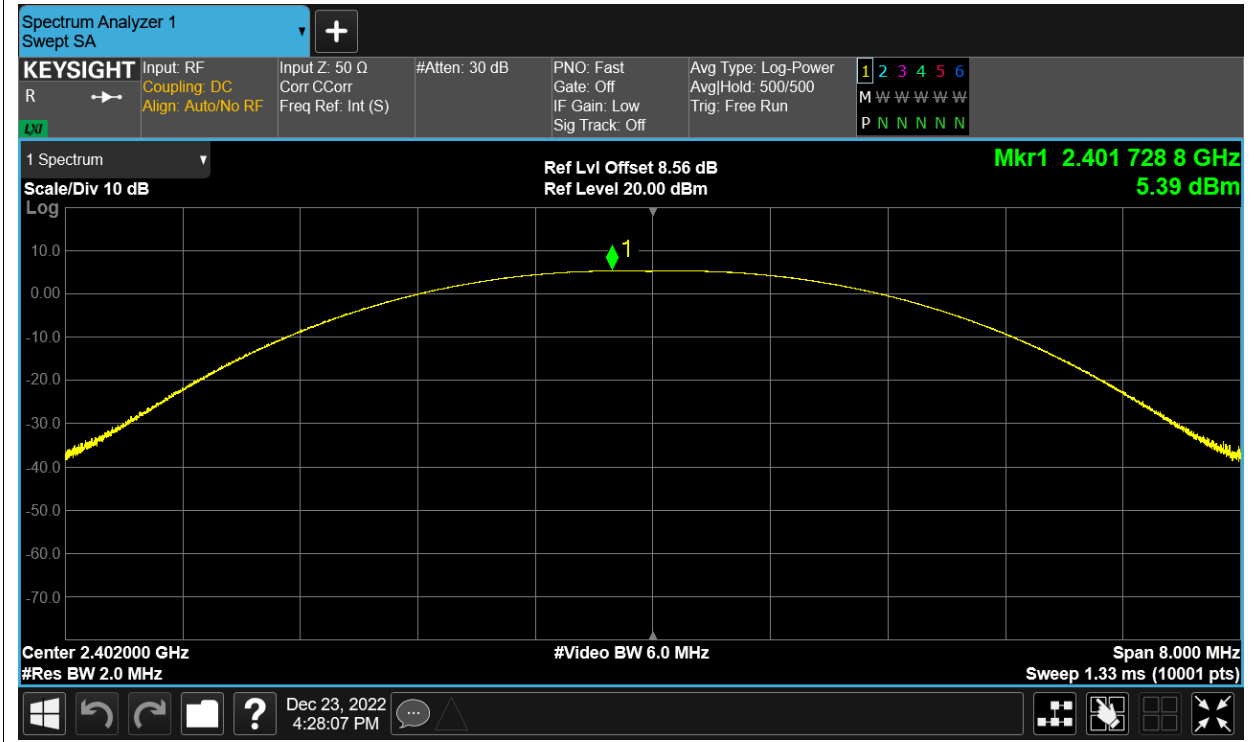 Spectrum Analyzer 1
Swept SA
KEYSIGHT
R
LXI
Input: RF
Coupling: DC
Align: Auto/No RF
Input Z: 50 Ω
Corr CCorr
Freq Ref: Int (S)
#Atten: 30 dB
PNO: Fast
Gate: Off
IF Gain: Low
Sig Track: Off
Avg Type: Log-Power
Avg|Hold: 500/500
Trig: Free Run
1 2 3 4 5 6
M W W W W W
P N N N N N
1 Spectrum
Scale/Div 10 dB
Ref Lvl Offset 8.56 dB
Ref Level 20.00 dBm
Mkr1 2.401 728 8 GHz
5.39 dBm
Log
1
10.0
0.00
-10.0
-20.0
-30.0
-40.0
-50.0
-60.0
-70.0
Center 2.402000 GHz
#Res BW 2.0 MHz
#Video BW 6.0 MHz
Span 8.000 MHz
Sweep 1.33 ms (10001 pts)
?
Dec 23, 2022
4:28:07 PM